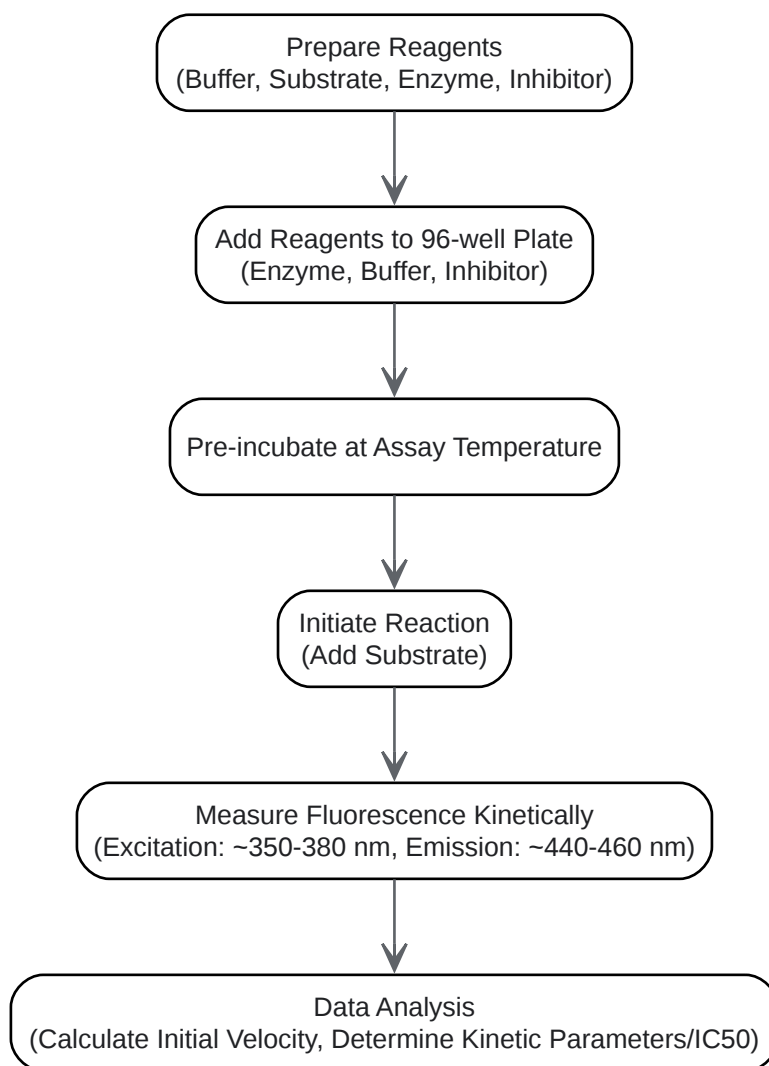 Prepare Reagents
(Buffer, Substrate, Enzyme, Inhibitor)
Add Reagents to 96-well Plate
(Enzyme, Buffer, Inhibitor)
Pre-incubate at Assay Temperature
Initiate Reaction
(Add Substrate)
Measure Fluorescence Kinetically
(Excitation: ~350-380 nm, Emission: ~440-460 nm)
Data Analysis
(Calculate Initial Velocity, Determine Kinetic Parameters/IC50)